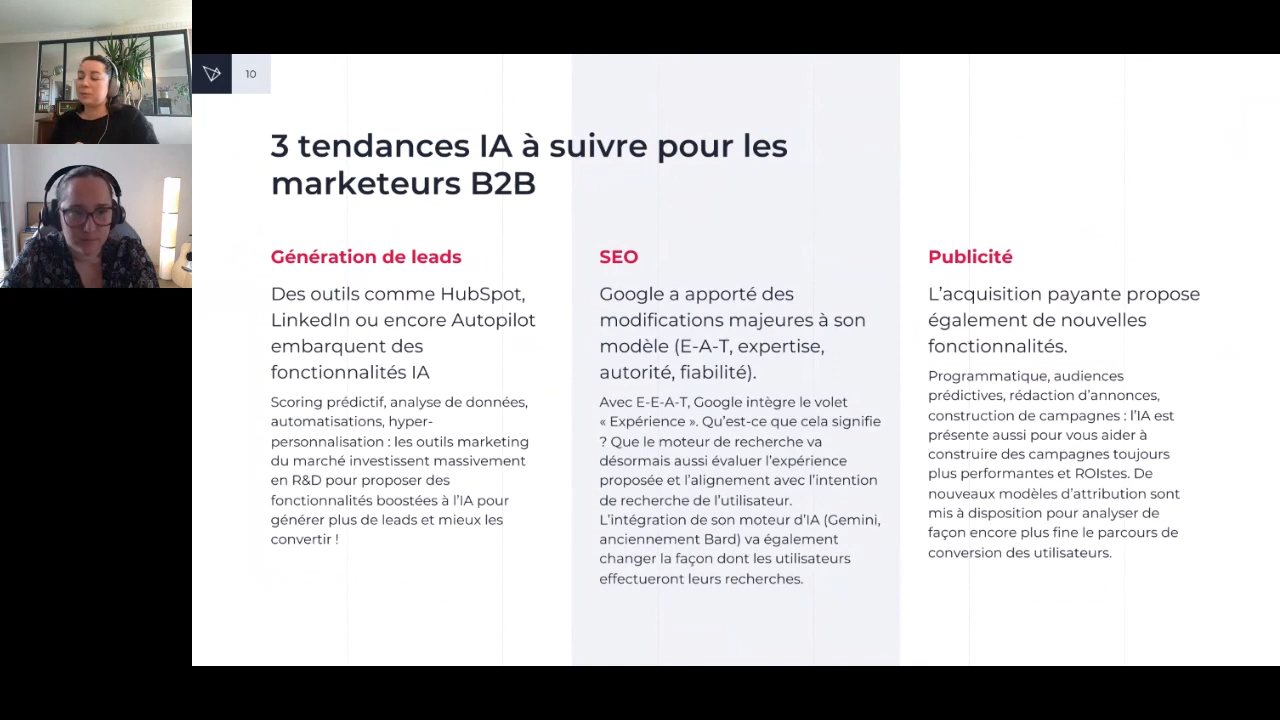 10
3 tendances IA à suivre pour les
marketeurs B2B
Génération de leads
Des outils comme HubSpot,
LinkedIn ou encore Autopilot
embarquent des
fonctionnalités IA
Scoring prédictif, analyse de données,
automatisations, hyper-
personnalisation : les outils marketing
du marché investissent massivement
en R&D pour proposer des
fonctionnalités boostées à l’IA pour
générer plus de leads et mieux les
convertir !
SEO
Google a apporté des
modifications majeures à son
modèle (E-A-T, expertise,
autorité, fiabilité).
Avec E-E-A-T, Google intègre le volet
« Expérience ». Qu’est-ce que cela signifie
? Que le moteur de recherche va
désormais aussi évaluer l’expérience
proposée et l’alignement avec l’intention
de recherche de l’utilisateur.
L’intégration de son moteur d’IA (Gemini,
anciennement Bard) va également
changer la façon dont les utilisateurs
effectueront leurs recherches.
Publicité
L’acquisition payante propose
également de nouvelles
fonctionnalités.
Programmatique, audiences
prédictives, rédaction d’annonces,
construction de campagnes : l’IA est
présente aussi pour vous aider à
construire des campagnes toujours
plus performantes et ROIstes. De
nouveaux modèles d’attribution sont
mis à disposition pour analyser de
façon encore plus fine le parcours de
conversion des utilisateurs.